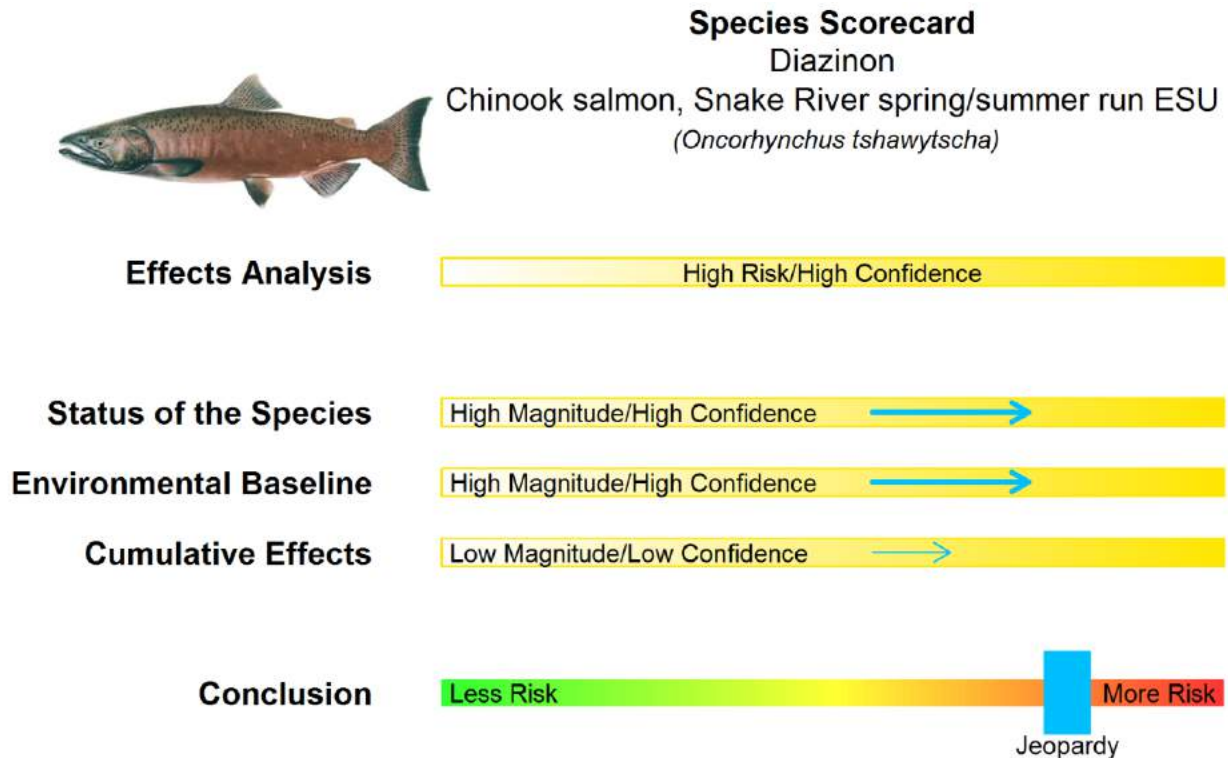 Species Scorecard
Diazinon
Chinook salmon, Snake River spring/summer run ESU
(Oncorhynchus tshawytscha)
Effects Analysis
High Risk/High Confidence
Status of the Species
High Magnitude/High Confidence
Environmental Baseline
High Magnitude/High Confidence
Cumulative Effects
Low Magnitude/Low Confidence
Conclusion
Less Risk
More Risk
Jeopardy